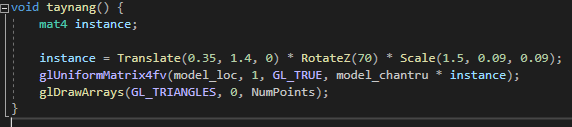 void taynang() {
mat4 instance;
instance = Translate(0.35, 1.4, 0) * RotateZ(70) * Scale(1.5, 0.09, 0.09);
glUniformMatrix4fv(model_loc, 1, GL_TRUE, model_chantru * instance);
glDrawArrays(GL_TRIANGLES, 0, NumPoints);
}